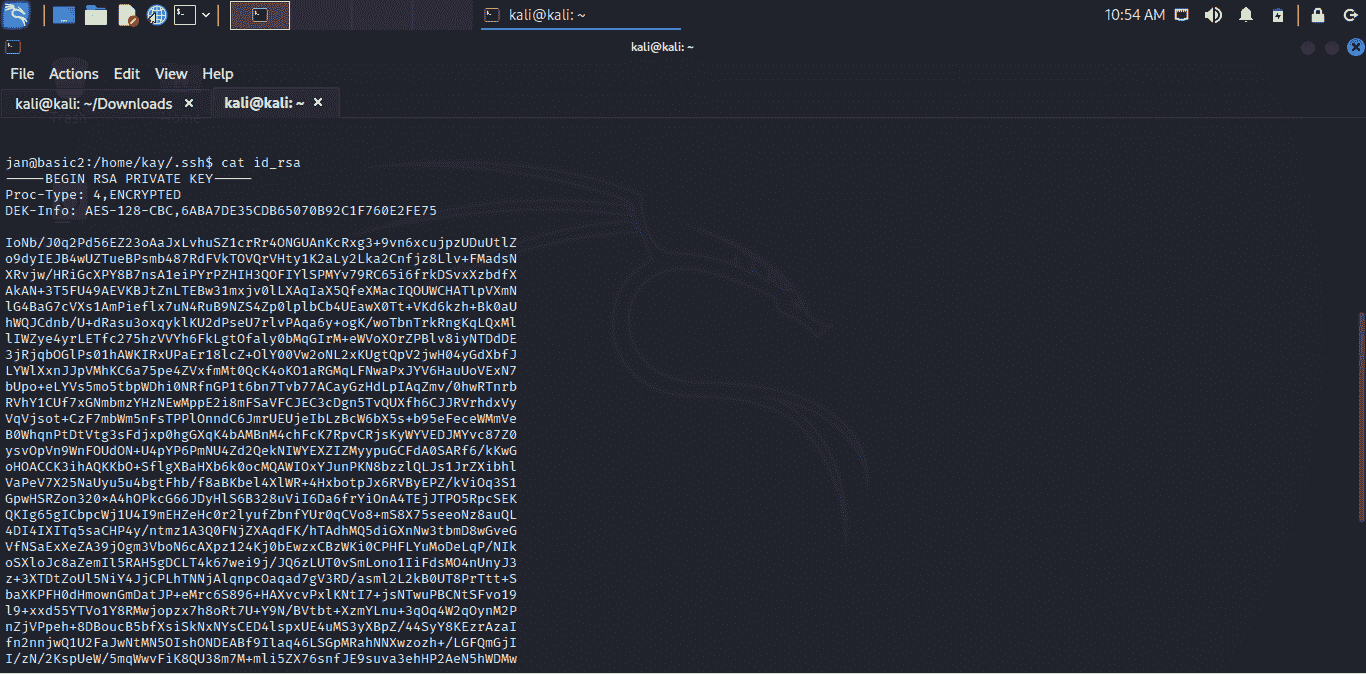 kali@kali: ~
10:54 AM
kali@kali: ~
File Actions Edit View Help
kali@kali: ~/Downloads × kali@kali: ~ ×
jan@basic2:/home/kay/.ssh$ cat id_rsa
-----BEGIN RSA PRIVATE KEY-----
Proc-Type: 4,ENCRYPTED
DEK-Info: AES-128-CBC,6ABA7DE35CDB65070B92C1F760E2FE75
IoNb/J0q2Pd56EZ23oAaJxLvhuSZ1crRr4ONGUAnKcRxg3+9vn6xcujpzUDuUtlZ
o9dyIEJB4wUZTueBPsmb487RdFVkTOVQrVHty1K2aLy2Lka2Cnfjz8Llv+FMadsN
XRvjw/HRiGcXPY8B7nsA1eiPYrPZHIH3QOFIYlSPMYv79RC65i6frkDSvxXzbdfX
AkAN+3T5FU49AEVKBJtZnLTEBw31mxjv0lLXAqIaX5QfeXMacIQOUWCHATlpVXmN
lG4BaG7cVXs1AmPieflx7uN4RuB9NZS4Zp0lplbCb4UEawX0Tt+VKd6kzh+Bk0aU
hWQJCdnb/U+dRasu3oxqyklKU2dPseU7rlvPAqa6y+ogK/woTbnTrkRngKqLQxMl
lIWZye4yrLETfc275hzVVYh6FkLgtOfaly0bMqGIrM+eWVoXOrZPBlv8iyNTDdDE
3jRjqbOGlPs01hAWKIRxUPaEr18lcZ+OlY00Vw2oNL2xKUgtQpV2jwH04yGdXbfJ
LYWlXxnJJpVMhKC6a75pe4ZVxfmMt0QcK4oKO1aRGMqLFNwaPxJYV6HauUoVExN7
bUpo+eLYVs5mo5tbpWDhi0NRfnGP1t6bn7Tvb77ACayGzHdLpIAqZmv/0hwRTnrb
RVhY1CUf7xGNmbmzYHzNEwMppE2i8mFSaVFCJEC3cDgn5TvQUXfh6CJJRVrhdxVy
VqVjsot+CzF7mbWm5nFsTPPlOnndC6JmrUEUjeIbLzBcW6bX5s+b95eFeceWMmVe
B0WhqnPtDtVtg3sFdjxp0hgGXqK4bAMBnM4chFcK7RpvCRjsKyWYVEDJMYvc87Z0
ysvOpVn9WnFOUdON+U4pYP6PmNU4Zd2QekNIWYEXZIZMyypuGCFdA0SARf6/kKwG
oHOACCK3ihAQKKbO+SflgXBaHXb6k0ocMQAWIOxYJunPKN8bzzlQLJs1JrZXibhl
VaPeV7X25NaUyu5u4bgtFhb/f8aBKbel4XlWR+4HxbotpJx6RVByEPZ/kViOq3S1
GpwHSRZon320×A4hOPkcG66JDyHlS6B328uViI6Da6frYiOnA4TEjJTPO5RpcSEK
QKIg65gICbpcWj1U4I9mEHZeHc0r2lyufZbnfYUr0qCVo8+mS8X75seeoNz8auQL
4DI4IXITq5saCHP4y/ntmz1A3Q0FNjZXAqdFK/hTAdhMQ5diGXnNw3tbmD8wGveG
VfNSaExXeZA39jOgm3VboN6cAXpz124Kj0bEwzxCBzWKi0CPHFLYuMoDeLqP/NIk
oSXloJc8aZemIl5RAH5gDCLT4k67wei9j/JQ6zLUT0vSmLono1IiFdsMO4nUnyJ3
z+3XTDtZoUl5NiY4JjCPLhTNNjAlqnpcOaqad7gV3RD/asml2L2kB0UT8PrTtt+S
baXKPFH0dHmownGmDatJP+eMrc6S896+HAXvcvPxlKNtI7+jsNTwuPBCNtSFvo19
l9+xxd55YTVo1Y8RMwjopzx7h8oRt7U+Y9N/BVtbt+XzmYLnu+3qOq4W2qOynM2P
nZjVPpeh+8DBoucB5bfXsiSkNxNYsCED4lspxUE4uMS3yXBpZ/44SyY8KEzrAzaI
fn2nnjwQ1U2FaJwNtMN5OIshONDEABf9Ilaq46LSGpMRahNNXwzozh+/LGFQmGjI
I/zN/2KspUeW/5mqWwvFiK8QU38m7M+mli5ZX76snfJE9suva3ehHP2AeN5hWDMw